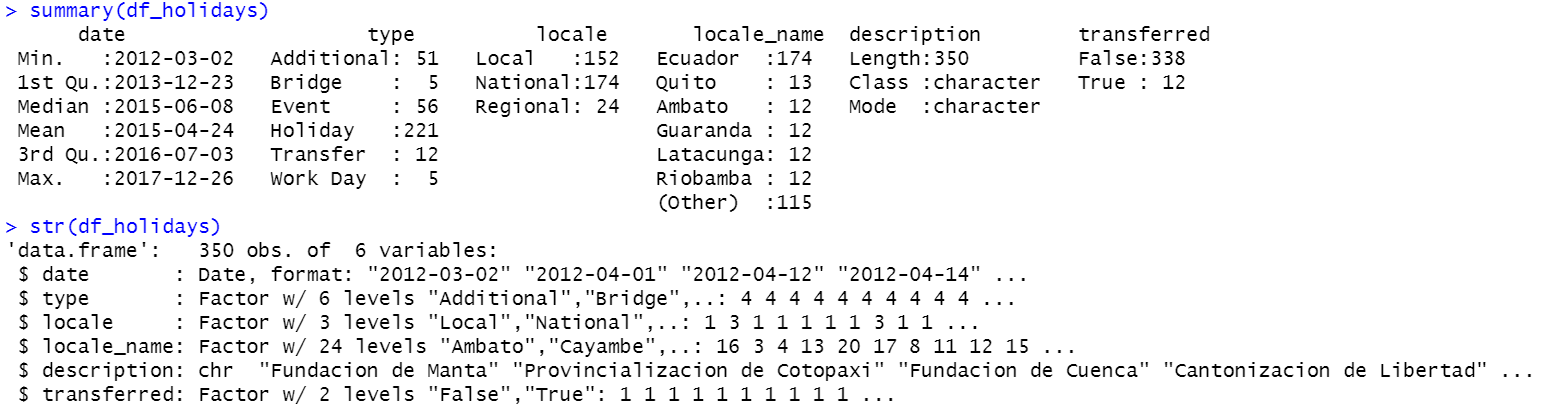 > summary(df_holidays)
      date                    type          locale       locale_name  description        transferred
 Min.   :2012-03-02   Additional: 51   Local   :152   Ecuador  :174   Length:350         False:338
 1st Qu.:2013-12-23   Bridge    :  5   National:174   Quito    : 13   Class :character   True : 12
 Median :2015-06-08   Event     : 56   Regional: 24   Ambato   : 12   Mode  :character
 Mean   :2015-04-24   Holiday   :221                  Guaranda : 12
 3rd Qu.:2016-07-03   Transfer  : 12                  Latacunga: 12
 Max.   :2017-12-26   Work Day  :  5                  Riobamba : 12
                                                      (Other)  :115
> str(df_holidays)
'data.frame':   350 obs. of  6 variables:
 $ date       : Date, format: "2012-03-02" "2012-04-01" "2012-04-12" "2012-04-14" ...
 $ type       : Factor w/ 6 levels "Additional","Bridge",..: 4 4 4 4 4 4 4 4 4 4 ...
 $ locale     : Factor w/ 3 levels "Local","National",..: 1 3 1 1 1 1 1 3 1 1 ...
 $ locale_name: Factor w/ 24 levels "Ambato","Cayambe",..: 16 3 4 13 20 17 8 11 12 15 ...
 $ description: chr  "Fundacion de Manta" "Provincializacion de Cotopaxi" "Fundacion de Cuenca" "Cantonizacion de Libertad" ...
 $ transferred: Factor w/ 2 levels "False","True": 1 1 1 1 1 1 1 1 1 1 ...